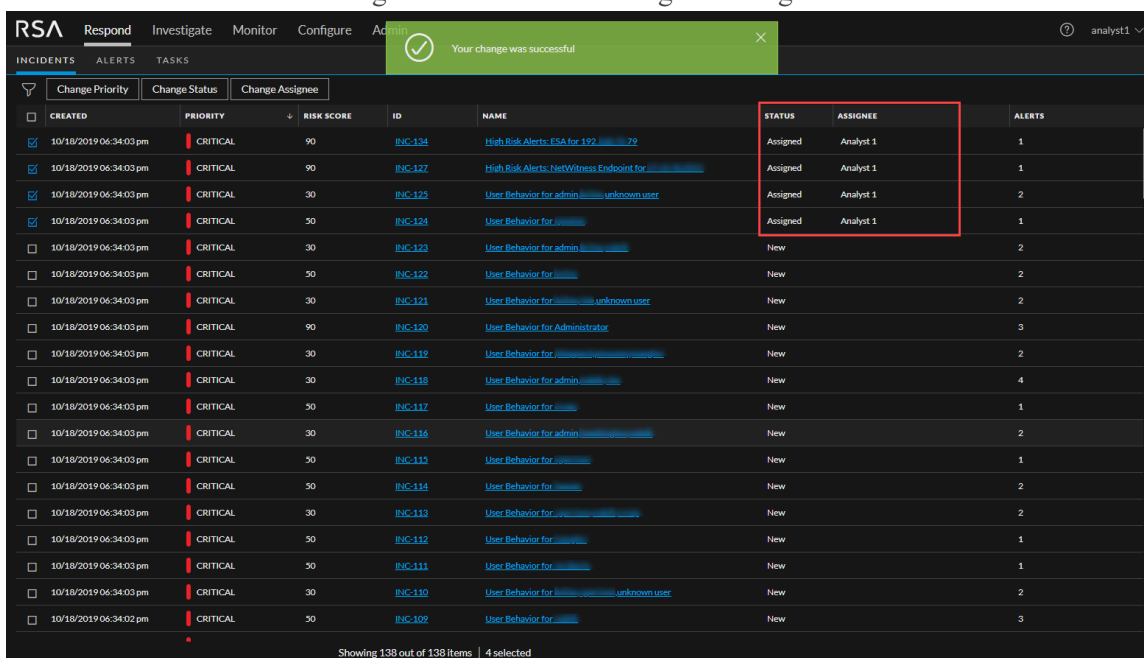 RSA Respond Investigate Monitor Configure Admin Your change was successful analyst1
INCIDENTS ALERTS TASKS
Change Priority Change Status Change Assignee
CREATED PRIORITY RISK SCORE ID NAME STATUS ASSIGNEE ALERTS
10/18/2019 06:34:03 pm CRITICAL 90 INC-134 High Risk Alerts: ESA for 192. 79 Assigned Analyst 1 1
10/18/2019 06:34:03 pm CRITICAL 90 INC-127 High Risk Alerts: NetWitness Endpoint for Assigned Analyst 1 1
10/18/2019 06:34:03 pm CRITICAL 30 INC-125 User Behavior for admin, unknown user Assigned Analyst 1 2
10/18/2019 06:34:03 pm CRITICAL 50 INC-124 User Behavior for Assigned Analyst 1 1
10/18/2019 06:34:03 pm CRITICAL 30 INC-123 User Behavior for admin, New 2
10/18/2019 06:34:03 pm CRITICAL 50 INC-122 User Behavior for New 2
10/18/2019 06:34:03 pm CRITICAL 30 INC-121 User Behavior for ,unknown user New 2
10/18/2019 06:34:03 pm CRITICAL 90 INC-120 User Behavior for Administrator New 3
10/18/2019 06:34:03 pm CRITICAL 30 INC-119 User Behavior for New 2
10/18/2019 06:34:03 pm CRITICAL 30 INC-118 User Behavior for admin, New 4
10/18/2019 06:34:03 pm CRITICAL 50 INC-117 User Behavior for New 1
10/18/2019 06:34:03 pm CRITICAL 30 INC-116 User Behavior for admin, New 2
10/18/2019 06:34:03 pm CRITICAL 50 INC-115 User Behavior for New 1
10/18/2019 06:34:03 pm CRITICAL 50 INC-114 User Behavior for New 2
10/18/2019 06:34:03 pm CRITICAL 30 INC-113 User Behavior for New 2
10/18/2019 06:34:03 pm CRITICAL 50 INC-112 User Behavior for New 1
10/18/2019 06:34:03 pm CRITICAL 50 INC-111 User Behavior for New 1
10/18/2019 06:34:03 pm CRITICAL 30 INC-110 User Behavior for ,unknown user New 2
10/18/2019 06:34:02 pm CRITICAL 50 INC-109 User Behavior for New 3
Showing 138 out of 138 items | 4 selected